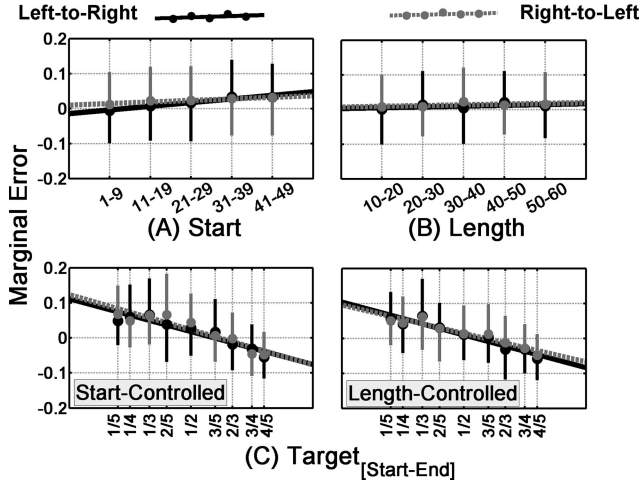 Left-to-Right Right-to-Left
Marginal Error
0.2
0.1
0
-0.1
-0.2
1-9 11-19 21-29 31-39 41-49
10-20 20-30 30-40 40-50 50-60
(A) Start (B) Length
0.2
0.1
0
-0.1
-0.2
Start-Controlled Length-Controlled
1/5 1/4 1/3 2/5 1/2 3/5 2/3 3/4 4/5
1/5 1/4 1/3 2/5 1/2 3/5 2/3 3/4 4/5
(C) Target[Start-End]